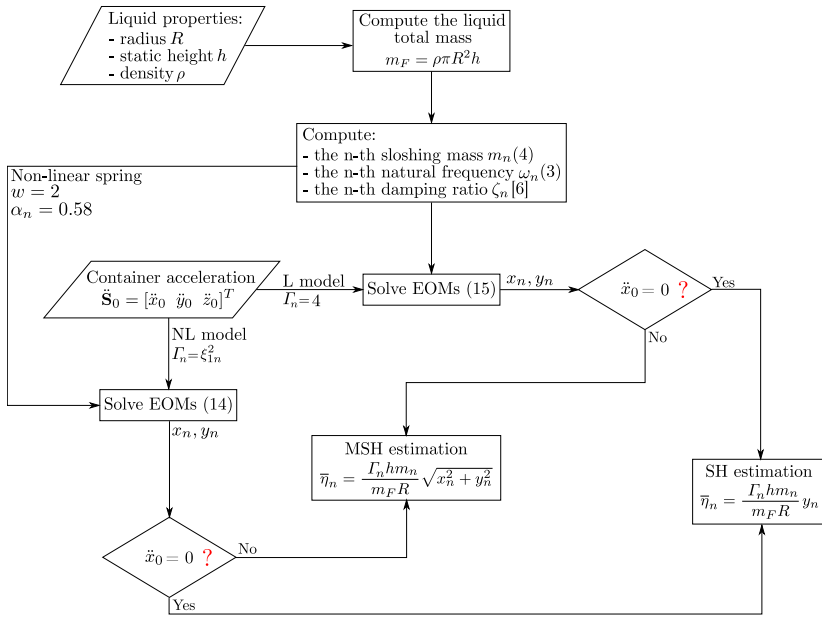 Liquid properties:
- radius R
- static height h
- density ρ
Compute the liquid
total mass
m_F = ρπR²h
Compute:
- the n-th sloshing mass m_n(4)
- the n-th natural frequency ω_n(3)
- the n-th damping ratio ζ_n[6]
Non-linear spring
w = 2
α_n = 0.58
Container acceleration
S̈_0 = [ẍ_0 ÿ_0 z̈_0]^T
L model
Γ_n=4
Solve EOMs (15)
x_n, y_n
ẍ_0 = 0 ?
Yes
No
NL model
Γ_n=ξ_{1n}^2
Solve EOMs (14)
x_n, y_n
MSH estimation
η̅_n = Γ_n h m_n / m_F R √(x_n^2 + y_n^2)
SH estimation
η̅_n = Γ_n h m_n / m_F R y_n
ẍ_0 = 0 ?
No
Yes